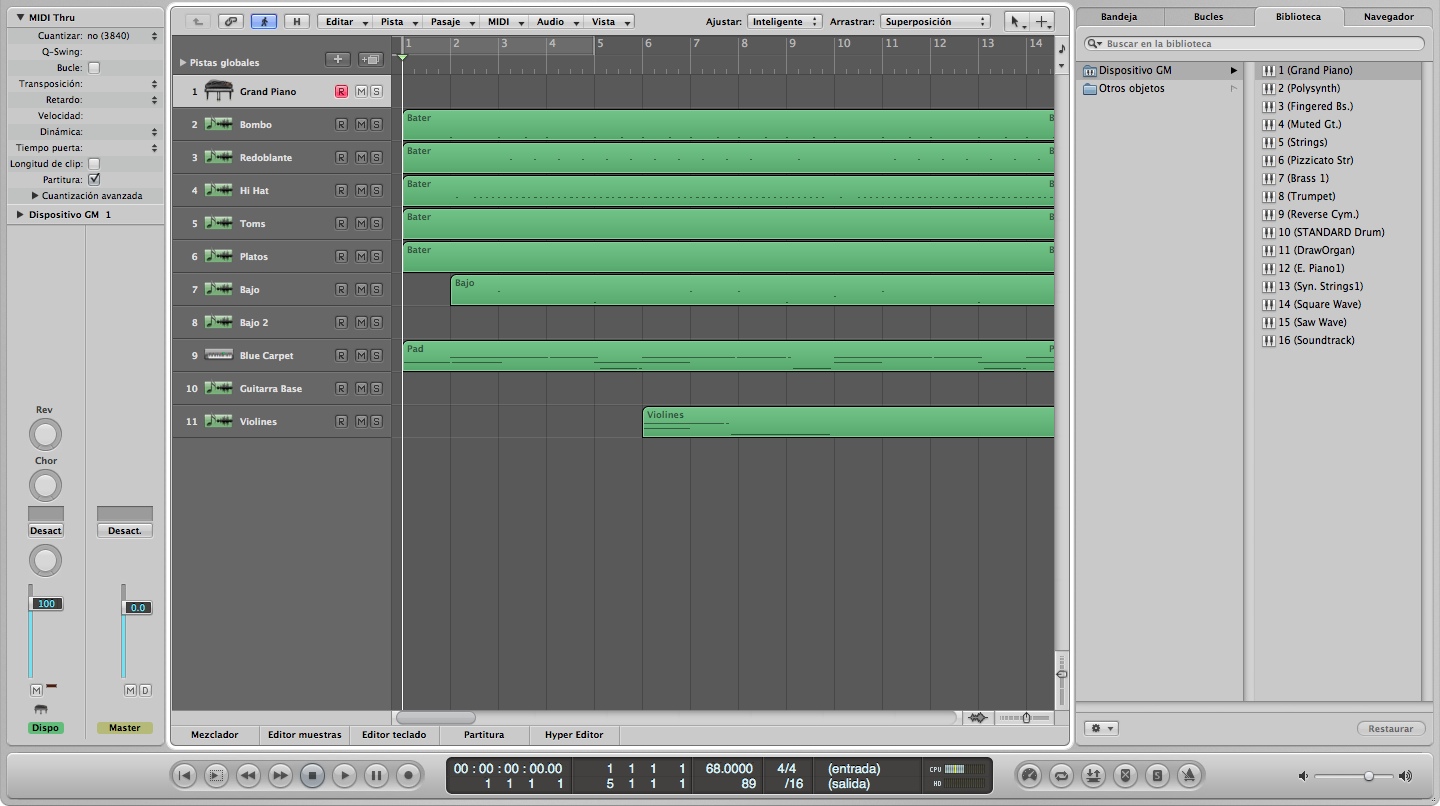 MIDI Thru
Cuantizar: no (3840)
Q-Swing:
Bucle:
Transposición:
Retardo:
Velocidad:
Dinámica:
Tiempo puerta:
Longitud de clip:
Partitura:
Cuantización avanzada
Dispositivo GM 1
Rev
Chor
Desact
Desact.
100
0.0
M
M D
Dispo
Master
H
Editar
Pista
Pasaje
MIDI
Audio
Vista
Ajustar: Inteligente
Arrastrar: Superposición
Pistas globales
1 2 3 4 5 6 7 8 9 10 11 12 13 14
1 Grand Piano R M S
2 Bombo R M S
Bater B
3 Redoblante R M S
Bater B
4 Hi Hat R M S
Bater B
5 Toms R M S
Bater B
6 Platos R M S
Bater B
7 Bajo R M S
Bajo
8 Bajo 2 R M S
9 Blue Carpet R M S
Pad P
10 Guitarra Base R M S
11 Violines R M S
Violines
Mezclador
Editor muestras
Editor teclado
Partitura
Hyper Editor
Bandeja
Bucles
Biblioteca
Navegador
Buscar en la biblioteca
Dispositivo GM
Otros objetos
1 (Grand Piano)
2 (Polysynth)
3 (Fingered Bs.)
4 (Muted Gt.)
5 (Strings)
6 (Pizzicato Str)
7 (Brass 1)
8 (Trumpet)
9 (Reverse Cym.)
10 (STANDARD Drum)
11 (DrawOrgan)
12 (E. Piano1)
13 (Syn. Strings1)
14 (Square Wave)
15 (Saw Wave)
16 (Soundtrack)
Restaurar
00 : 00 : 00 : 00.00
1 1 1 1
1 1 1 1
5 1 1 1
68.0000
89
4/4
/16
(entrada)
(salida)
CPU
HD
S